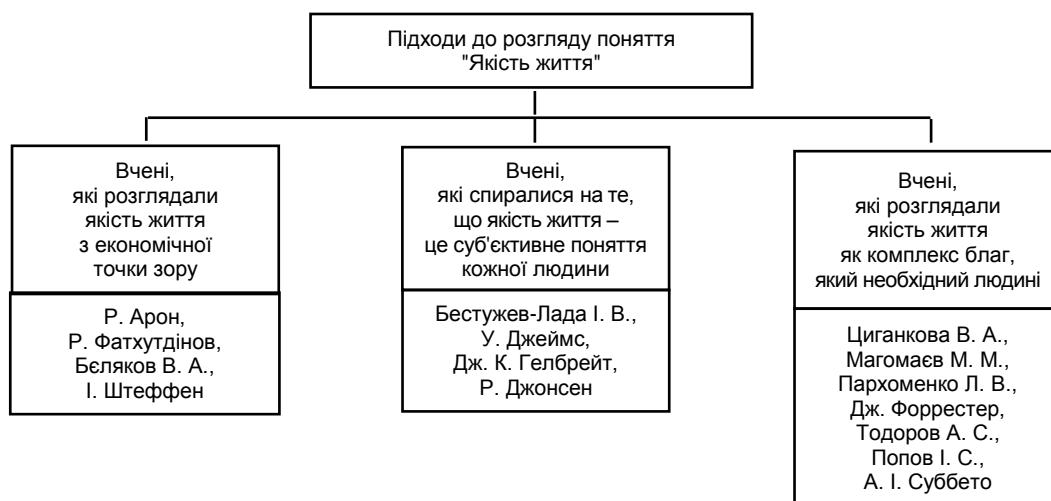 Підходи до розгляду поняття
"Якість життя"
Вчені,
які розглядали
якість життя
з економічної
точки зору
Р. Арон,
Р. Фатхутдінов,
Бєляков В. А.,
І. Штеффен
Вчені,
які спиралися на те,
що якість життя –
це суб'єктивне поняття
кожної людини
Бестужев-Лада І. В.,
У. Джеймс,
Дж. К. Гелбрейт,
Р. Джонсен
Вчені,
які розглядали
якість життя
як комплекс благ,
який необхідний людині
Циганкова В. А.,
Магомаєв М. М.,
Пархоменко Л. В.,
Дж. Форрестер,
Тодоров А. С.,
Попов І. С.,
А. І. Суббето